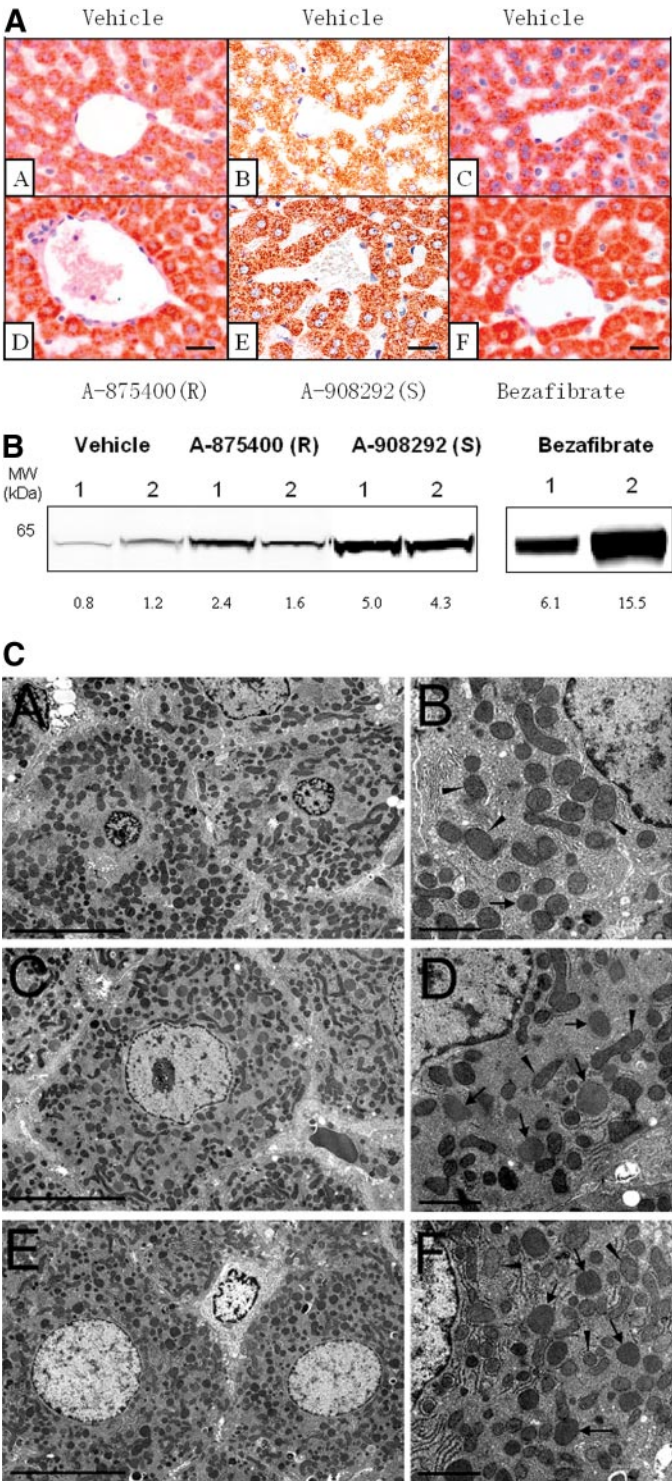 A
Vehicle Vehicle Vehicle
A B C
D E F
A-875400(R) A-908292(S) Bezafibrate
B
Vehicle A-875400 (R) A-908292 (S) Bezafibrate
MW
(kDa)
1 2 1 2 1 2 1 2
65
0.8 1.2 2.4 1.6 5.0 4.3 6.1 15.5
C
A B
C D
E F